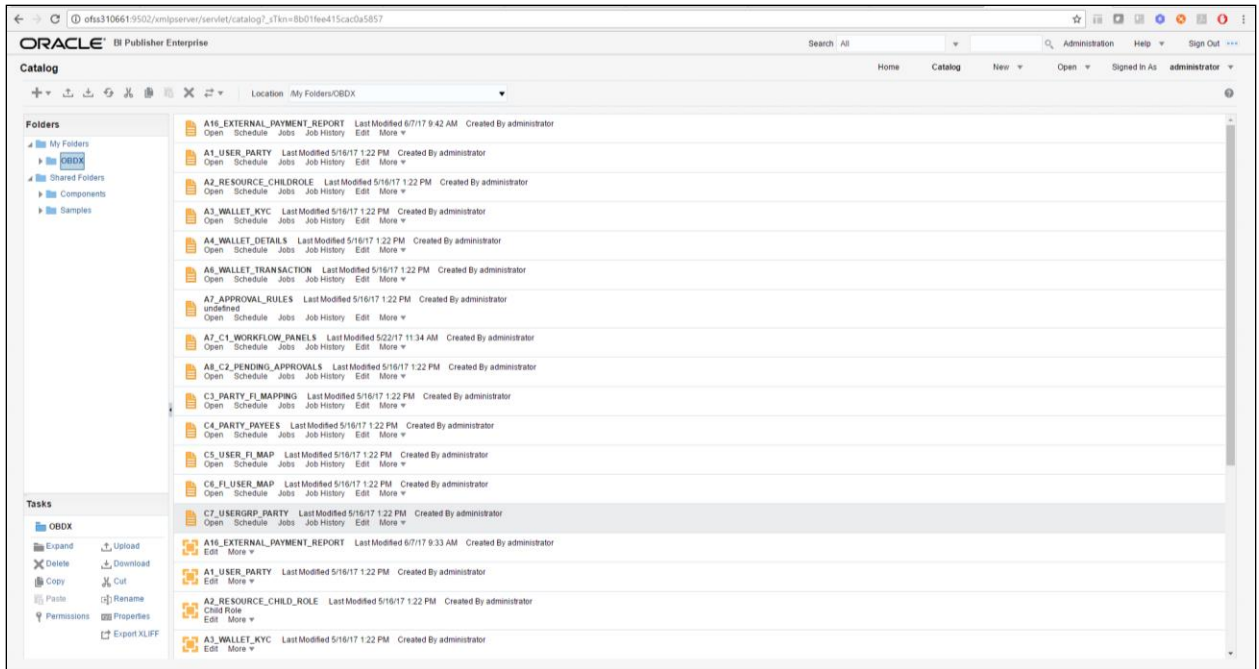 ofss310661:9502/xmlpserver/servlet/catalog?_sTkn=8b01fee415cac0a5857
ORACLE BI Publisher Enterprise Search All Administration Help Sign Out
Catalog Home Catalog New Open Signed In As administrator
Location /My Folders/OBDX
Folders
My Folders
OBDX
Shared Folders
Components
Samples
A16_EXTERNAL_PAYMENT_REPORT Last Modified 6/7/17 9:42 AM Created By administrator
Open Schedule Jobs Job History Edit More
A1_USER_PARTY Last Modified 5/16/17 1:22 PM Created By administrator
Open Schedule Jobs Job History Edit More
A2_RESOURCE_CHILDROLE Last Modified 5/16/17 1:22 PM Created By administrator
Open Schedule Jobs Job History Edit More
A3_WALLET_KYC Last Modified 5/16/17 1:22 PM Created By administrator
Open Schedule Jobs Job History Edit More
A4_WALLET_DETAILS Last Modified 5/16/17 1:22 PM Created By administrator
Open Schedule Jobs Job History Edit More
A6_WALLET_TRANSACTION Last Modified 5/16/17 1:22 PM Created By administrator
Open Schedule Jobs Job History Edit More
A7_APPROVAL_RULES Last Modified 5/16/17 1:22 PM Created By administrator
undefined
Open Schedule Jobs Job History Edit More
A7_C1_WORKFLOW_PANELS Last Modified 5/22/17 11:34 AM Created By administrator
Open Schedule Jobs Job History Edit More
A8_C2_PENDING_APPROVALS Last Modified 5/16/17 1:22 PM Created By administrator
Open Schedule Jobs Job History Edit More
C3_PARTY_FI_MAPPING Last Modified 5/16/17 1:22 PM Created By administrator
Open Schedule Jobs Job History Edit More
C4_PARTY_PAYEES Last Modified 5/16/17 1:22 PM Created By administrator
Open Schedule Jobs Job History Edit More
C5_USER_FI_MAP Last Modified 5/16/17 1:22 PM Created By administrator
Open Schedule Jobs Job History Edit More
C6_FI_USER_MAP Last Modified 5/16/17 1:22 PM Created By administrator
Open Schedule Jobs Job History Edit More
C7_USERGRP_PARTY Last Modified 5/16/17 1:22 PM Created By administrator
Open Schedule Jobs Job History Edit More
A16_EXTERNAL_PAYMENT_REPORT Last Modified 6/7/17 9:33 AM Created By administrator
Edit More
A1_USER_PARTY Last Modified 5/16/17 1:22 PM Created By administrator
Edit More
A2_RESOURCE_CHILD_ROLE Last Modified 5/16/17 1:22 PM Created By administrator
Child Role
Edit More
A3_WALLET_KYC Last Modified 5/16/17 1:22 PM Created By administrator
Edit More
Tasks
OBDX
Expand Upload
Delete Download
Copy Cut
Paste Rename
Permissions Properties
Export XLIFF